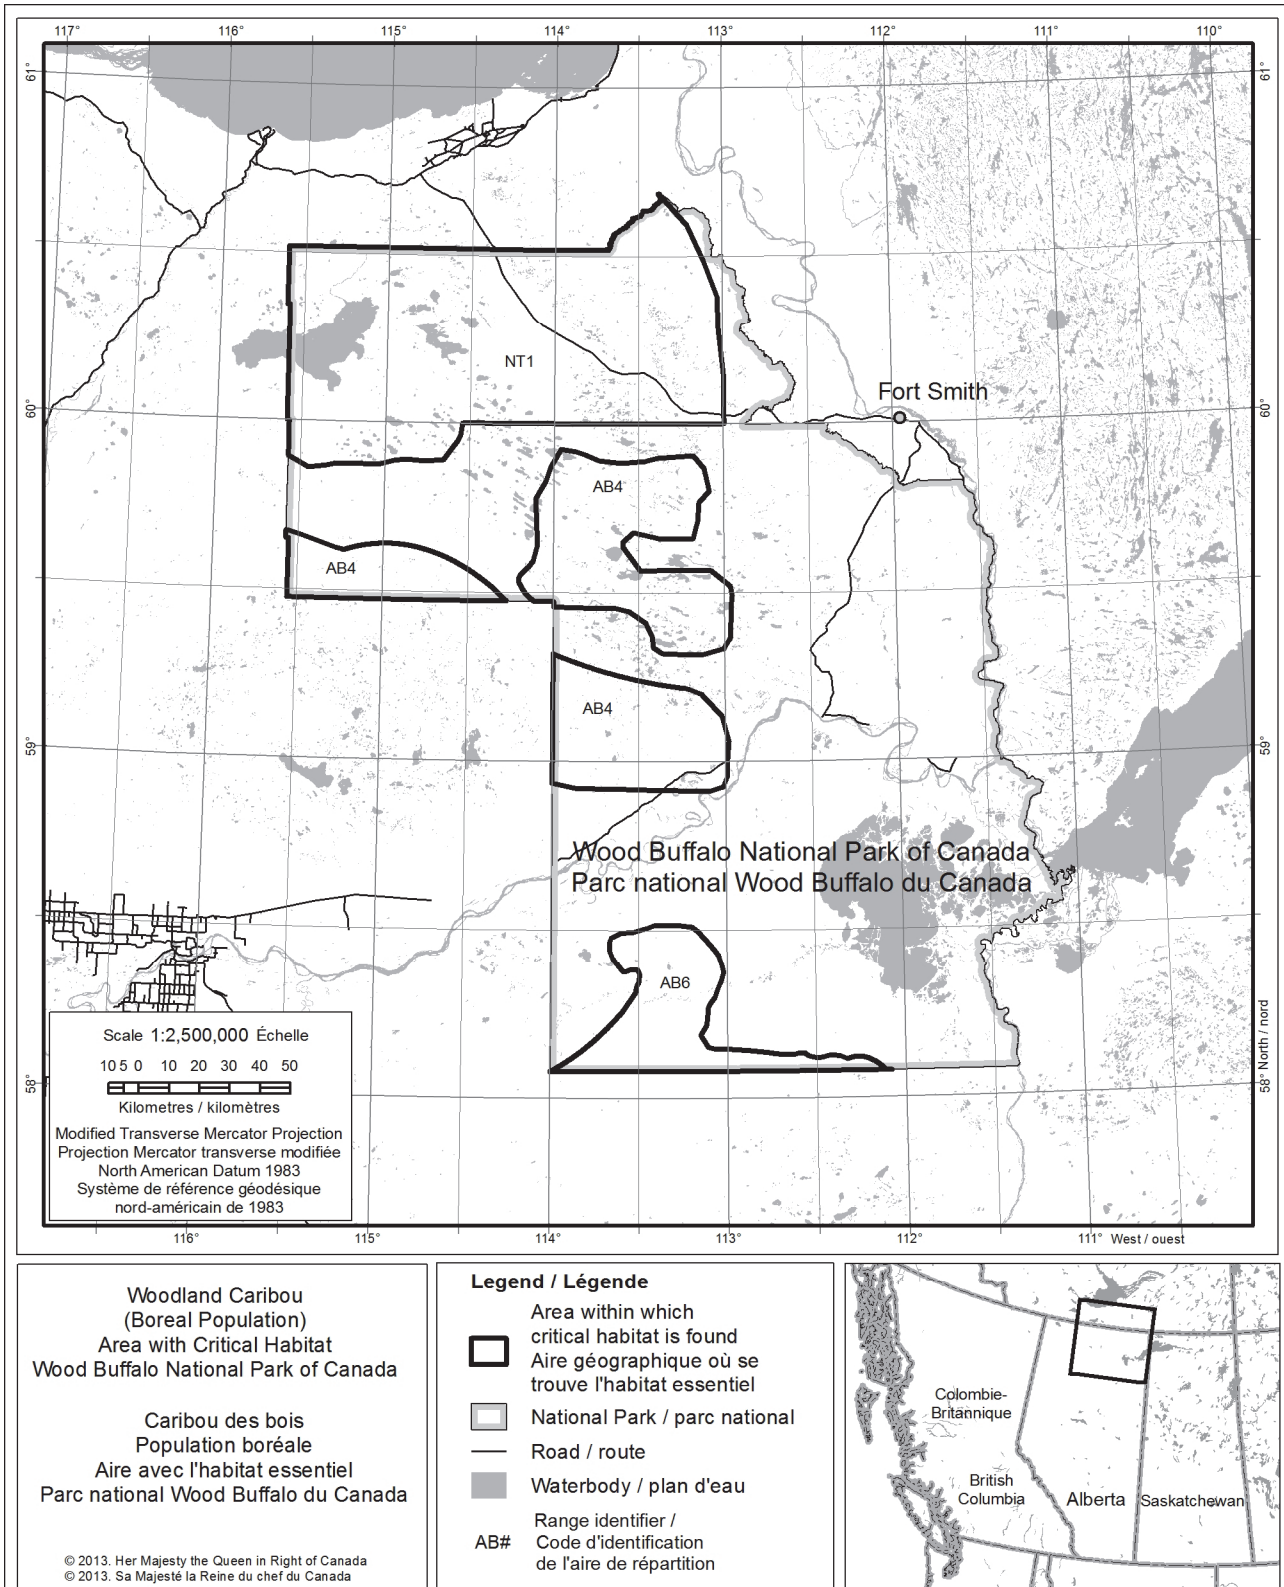 117° 116° 115° 114° 113° 112° 111° 110°
61° 61°
NT1
Fort Smith
60° 60°
AB4
AB4
AB4
59° 59°
Wood Buffalo National Park of Canada
Parc national Wood Buffalo du Canada
AB6
58° 58° North / nord
Scale 1:2,500,000 Échelle
10 5 0 10 20 30 40 50
Kilometres / kilomètres
Modified Transverse Mercator Projection
Projection Mercator transverse modifiée
North American Datum 1983
Système de référence géodésique
nord-américain de 1983
116° 115° 114° 113° 112° 111° West / ouest
Woodland Caribou
(Boreal Population)
Area with Critical Habitat
Wood Buffalo National Park of Canada
Caribou des bois
Population boréale
Aire avec l'habitat essentiel
Parc national Wood Buffalo du Canada
© 2013. Her Majesty the Queen in Right of Canada
© 2013. Sa Majesté la Reine du chef du Canada
Legend / Légende
Area within which
critical habitat is found
Aire géographique où se
trouve l'habitat essentiel
National Park / parc national
Road / route
Waterbody / plan d'eau
AB# Range identifier /
Code d'identification
de l'aire de répartition
Colombie-
Britannique
British
Columbia
Alberta
Saskatchewan